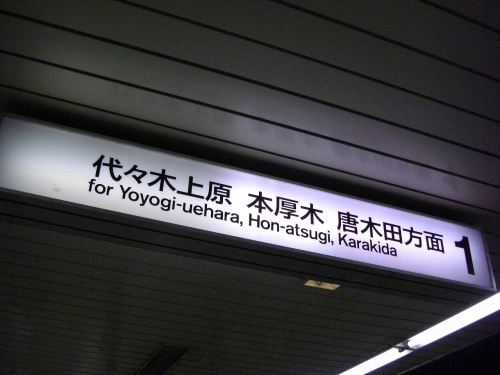 代々木上原 本厚木 唐木田方面 1
for Yoyogi-uehara, Hon-atsugi, Karakida